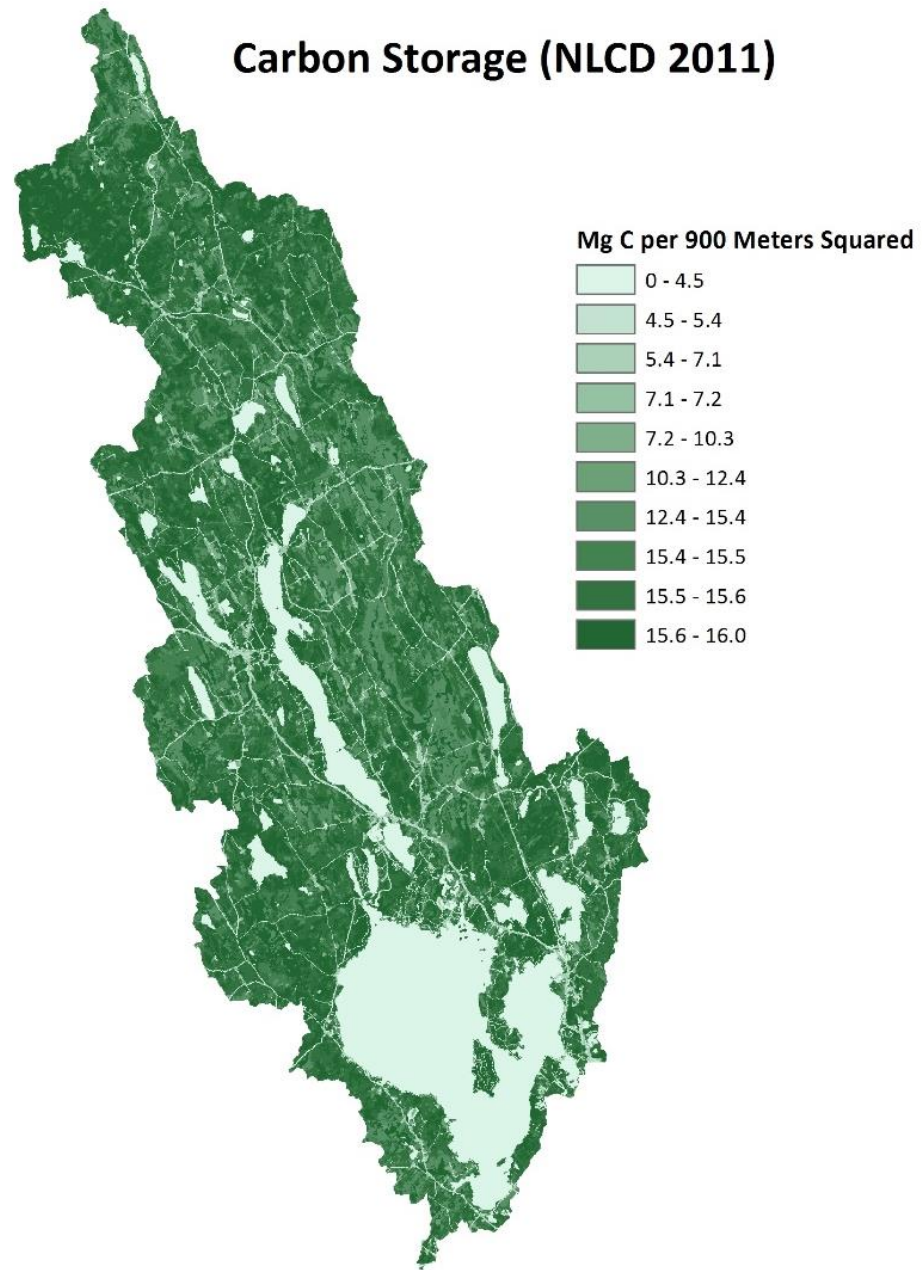 Carbon Storage (NLCD 2011)
Mg C per 900 Meters Squared
0 - 4.5
4.5 - 5.4
5.4 - 7.1
7.1 - 7.2
7.2 - 10.3
10.3 - 12.4
12.4 - 15.4
15.4 - 15.5
15.5 - 15.6
15.6 - 16.0